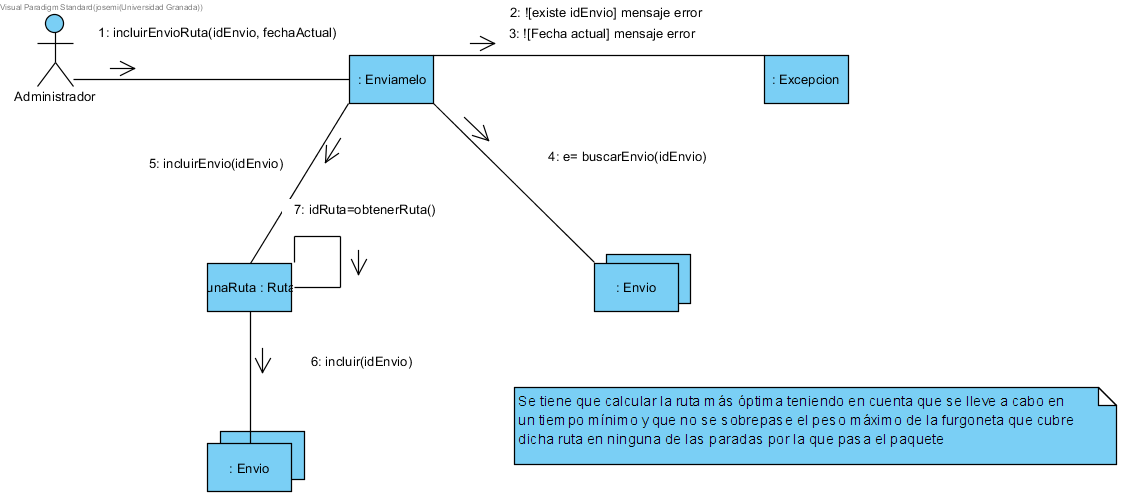 Visual Paradigm Standard(josemi(Universidad Granada))
2: ![existe idEnvio] mensaje error
1: incluirEnvioRuta(idEnvio, fechaActual)
3: ![Fecha actual] mensaje error
: Enviamelo
: Excepcion
Administrador
4: e= buscarEnvio(idEnvio)
5: incluirEnvio(idEnvio)
7: idRuta=obtenerRuta()
unaRuta : Ruta
: Envio
6: incluir(idEnvio)
Se tiene que calcular la ruta más óptima teniendo en cuenta que se lleve a cabo en
un tiempo mínimo y que no se sobrepase el peso máximo de la furgoneta que cubre
dicha ruta en ninguna de las paradas por la que pasa el paquete
: Envio